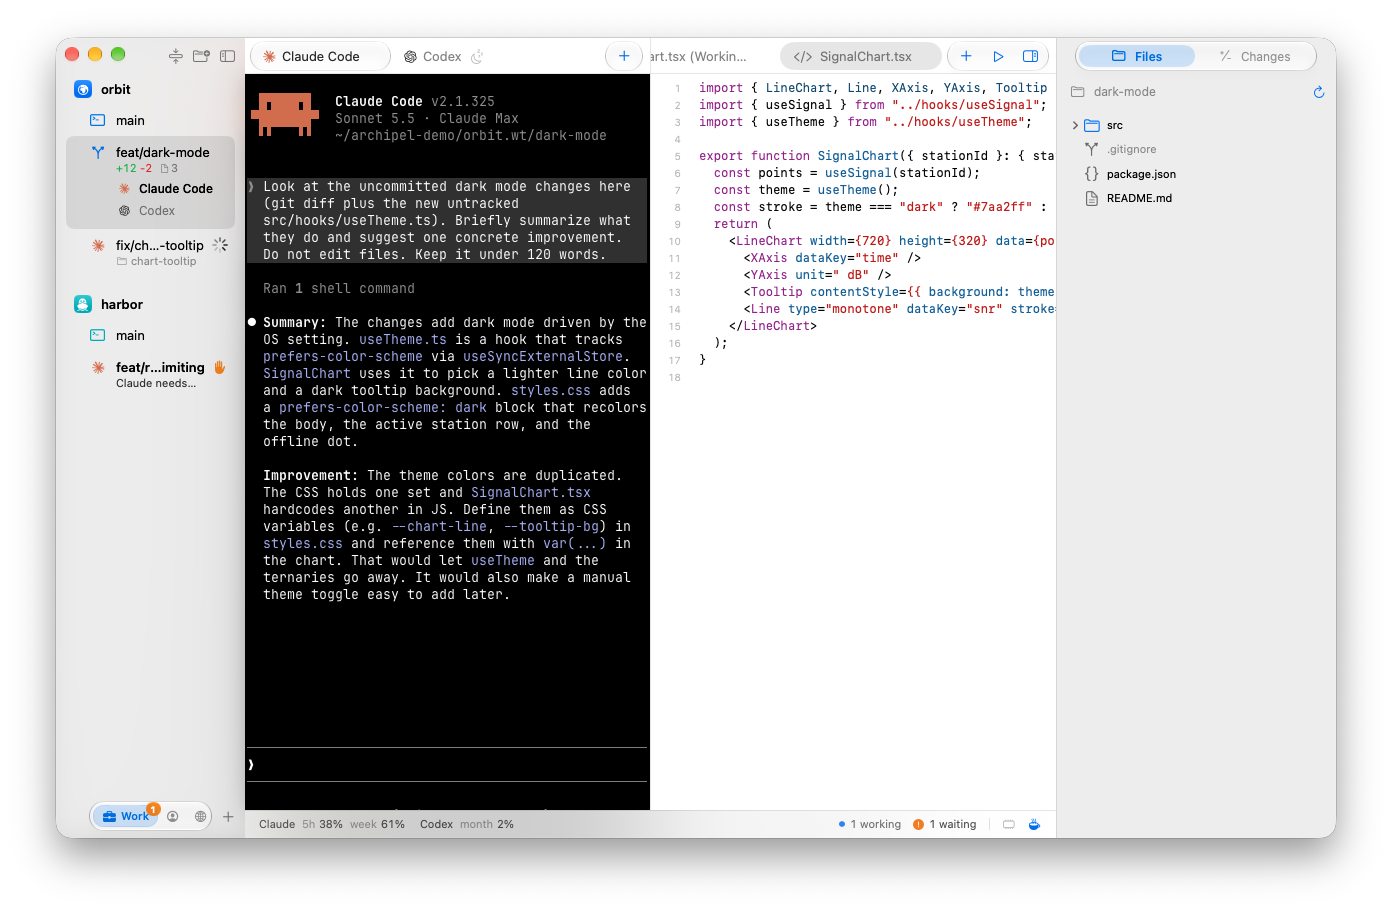 orbit
main
feat/dark-mode
+12 -2 3
Claude Code
Codex
fix/ch...-tooltip
chart-tooltip
harbor
main
feat/r...imiting
Claude needs...
Work
1
Claude Code
Codex
Claude Code v2.1.325
Sonnet 5.5 · Claude Max
~/archipel-demo/orbit.wt/dark-mode
❯ Look at the uncommitted dark mode changes here
(git diff plus the new untracked
src/hooks/useTheme.ts). Briefly summarize what
they do and suggest one concrete improvement.
Do not edit files. Keep it under 120 words.
Ran 1 shell command
Summary: The changes add dark mode driven by the
OS setting. useTheme.ts is a hook that tracks
prefers-color-scheme via useSyncExternalStore.
SignalChart uses it to pick a lighter line color
and a dark tooltip background. styles.css adds
a prefers-color-scheme: dark block that recolors
the body, the active station row, and the
offline dot.
Improvement: The theme colors are duplicated.
The CSS holds one set and SignalChart.tsx
hardcodes another in JS. Define them as CSS
variables (e.g. --chart-line, --tooltip-bg) in
styles.css and reference them with var(...) in
the chart. That would let useTheme and the
ternaries go away. It would also make a manual
theme toggle easy to add later.
❯
art.tsx (Workin...
</> SignalChart.tsx
1 import { LineChart, Line, XAxis, YAxis, Tooltip
2 import { useSignal } from "../hooks/useSignal";
3 import { useTheme } from "../hooks/useTheme";
4
5 export function SignalChart({ stationId }: { sta
6 const points = useSignal(stationId);
7 const theme = useTheme();
8 const stroke = theme === "dark" ? "#7aa2ff" :
9 return (
10 <LineChart width={720} height={320} data={po
11 <XAxis dataKey="time" />
12 <YAxis unit=" dB" />
13 <Tooltip contentStyle={{ background: theme
14 <Line type="monotone" dataKey="snr" stroke=
15 </LineChart>
16 );
17 }
18
Files
Changes
dark-mode
src
.gitignore
{} package.json
README.md
Claude 5h 38% week 61% Codex month 2%
1 working
1 waiting